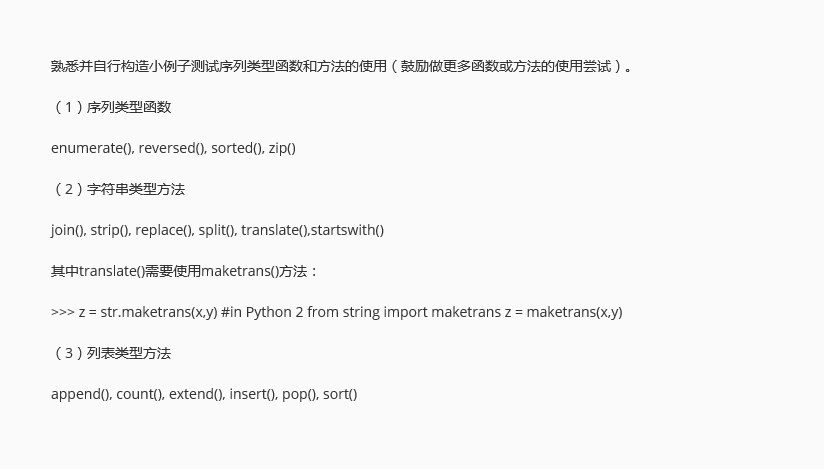 熟悉并自行构造小例子测试序列类型函数和方法的使用（鼓励做更多函数或方法的使用尝试）。
（1）序列类型函数
enumerate(), reversed(), sorted(), zip()
（2）字符串类型方法
join(), strip(), replace(), split(), translate(),startswith()
其中translate()需要使用maketrans()方法：
>>> z = str.maketrans(x,y) #in Python 2 from string import maketrans z = maketrans(x,y)
（3）列表类型方法
append(), count(), extend(), insert(), pop(), sort()